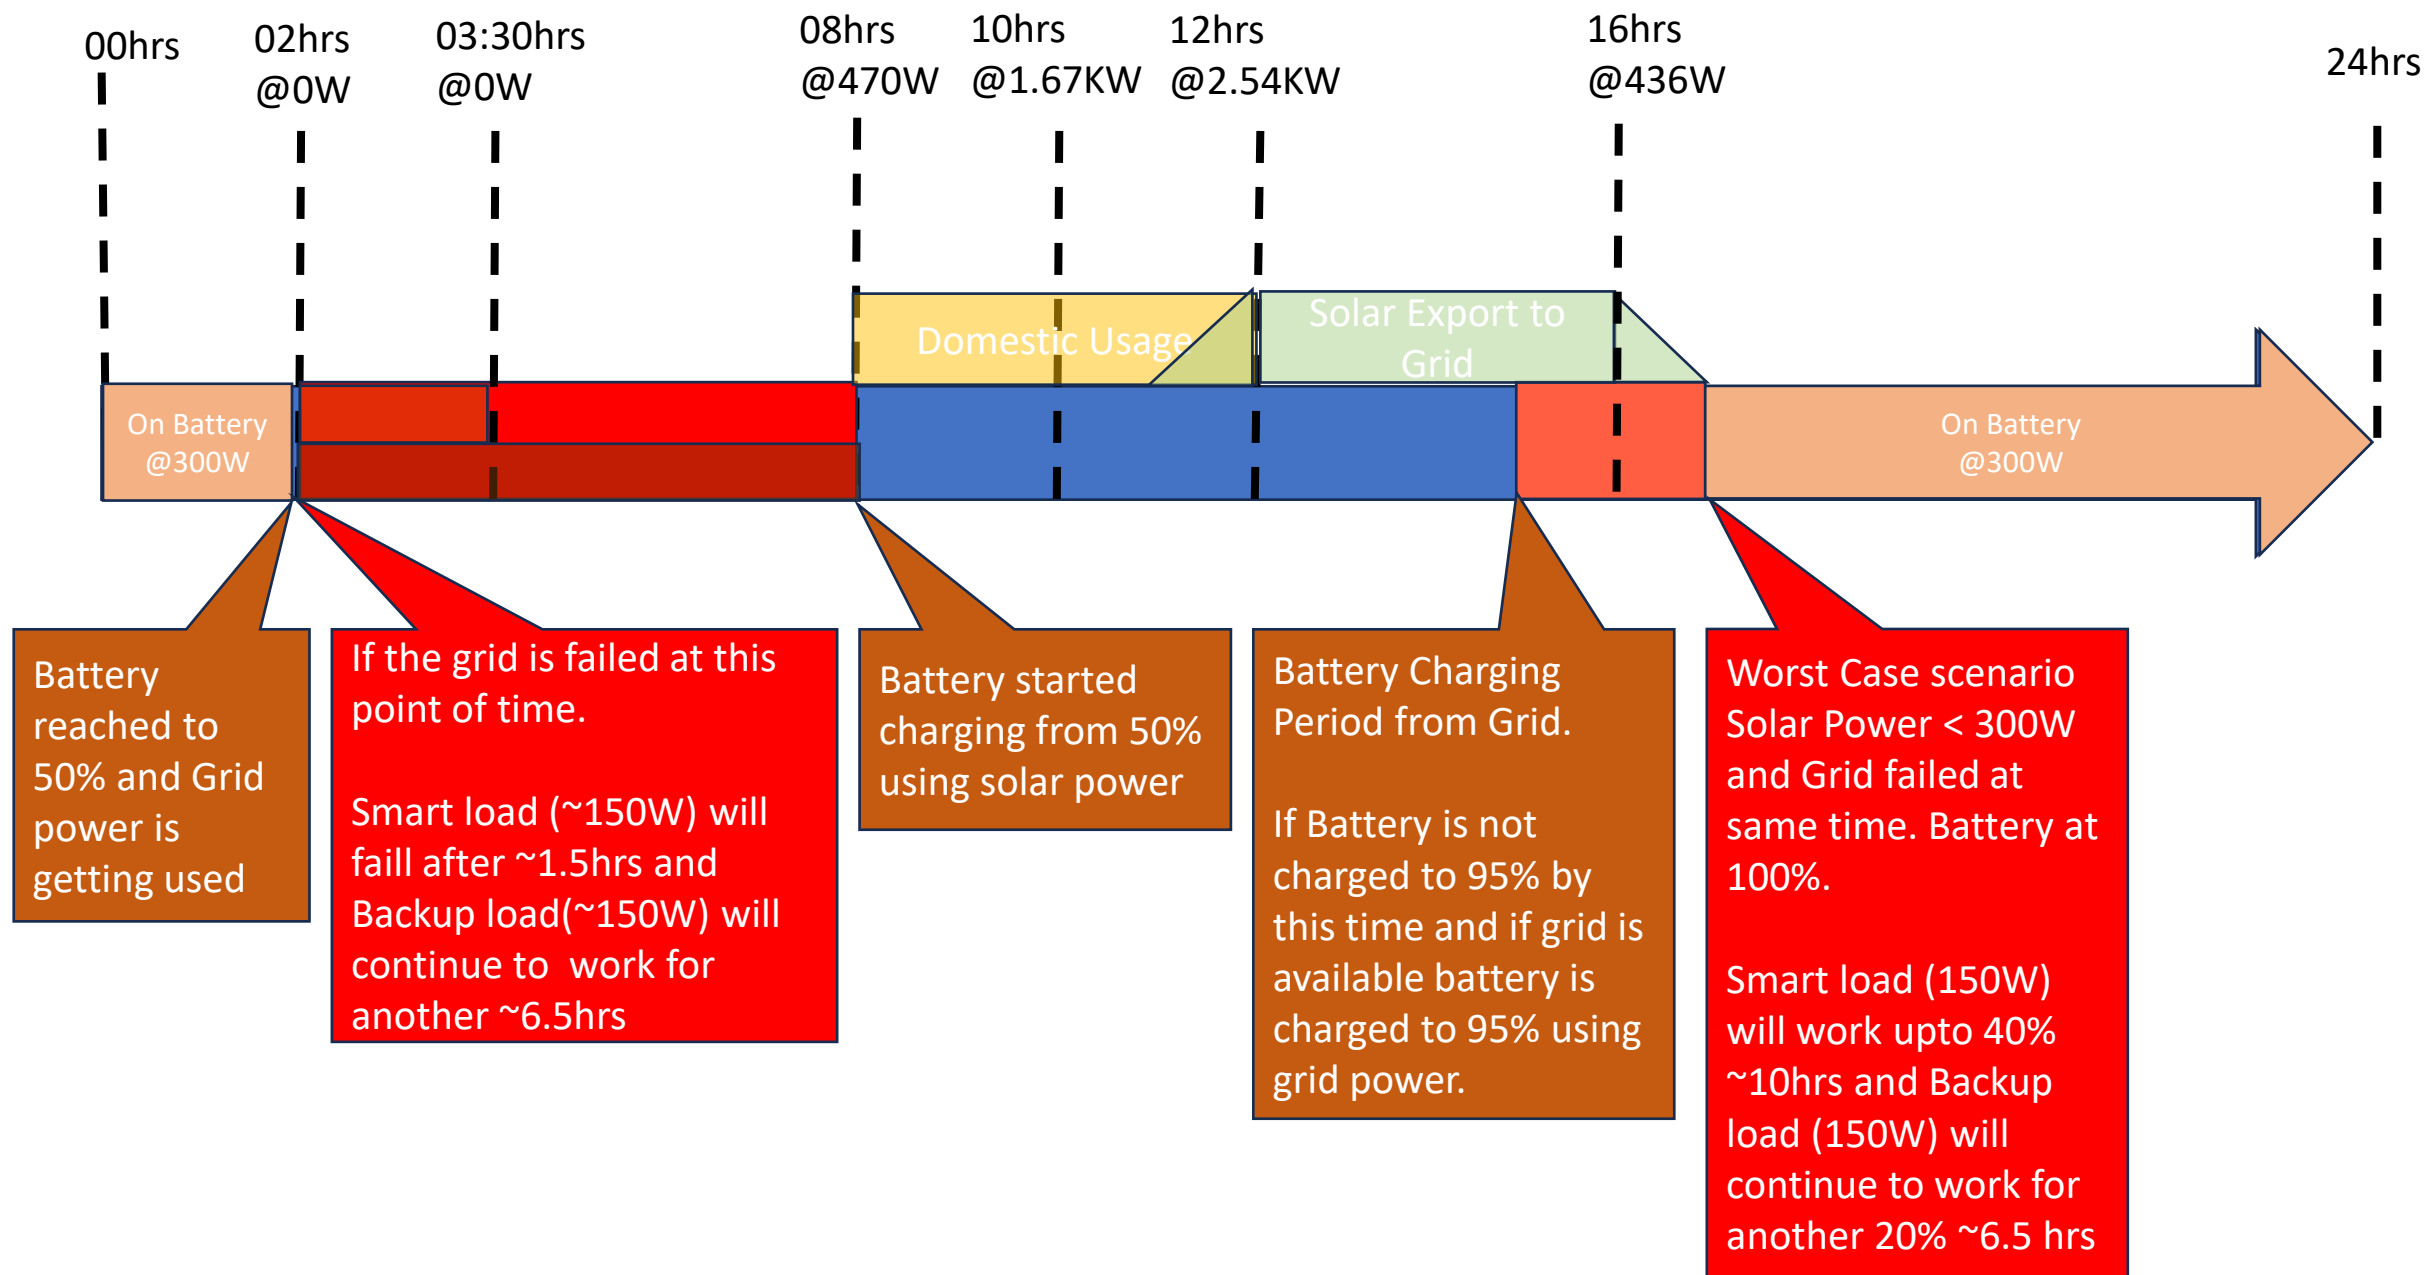 00hrs
02hrs
@0W
03:30hrs
@0W
08hrs
@470W
10hrs
@1.67KW
12hrs
@2.54KW
16hrs
@436W
24hrs
Domestic Usage
Solar Export to
Grid
On Battery
@300W
On Battery
@300W
Battery
reached to
50% and Grid
power is
getting used
If the grid is failed at this
point of time.
Smart load (~150W) will
faill after ~1.5hrs and
Backup load(~150W) will
continue to  work for
another ~6.5hrs
Battery started
charging from 50%
using solar power
Battery Charging
Period from Grid.
If Battery is not
charged to 95% by
this time and if grid is
available battery is
charged to 95% using
grid power.
Worst Case scenario
Solar Power < 300W
and Grid failed at
same time. Battery at
100%.
Smart load (150W)
will work upto 40%
~10hrs and Backup
load (150W) will
continue to work for
another 20% ~6.5 hrs